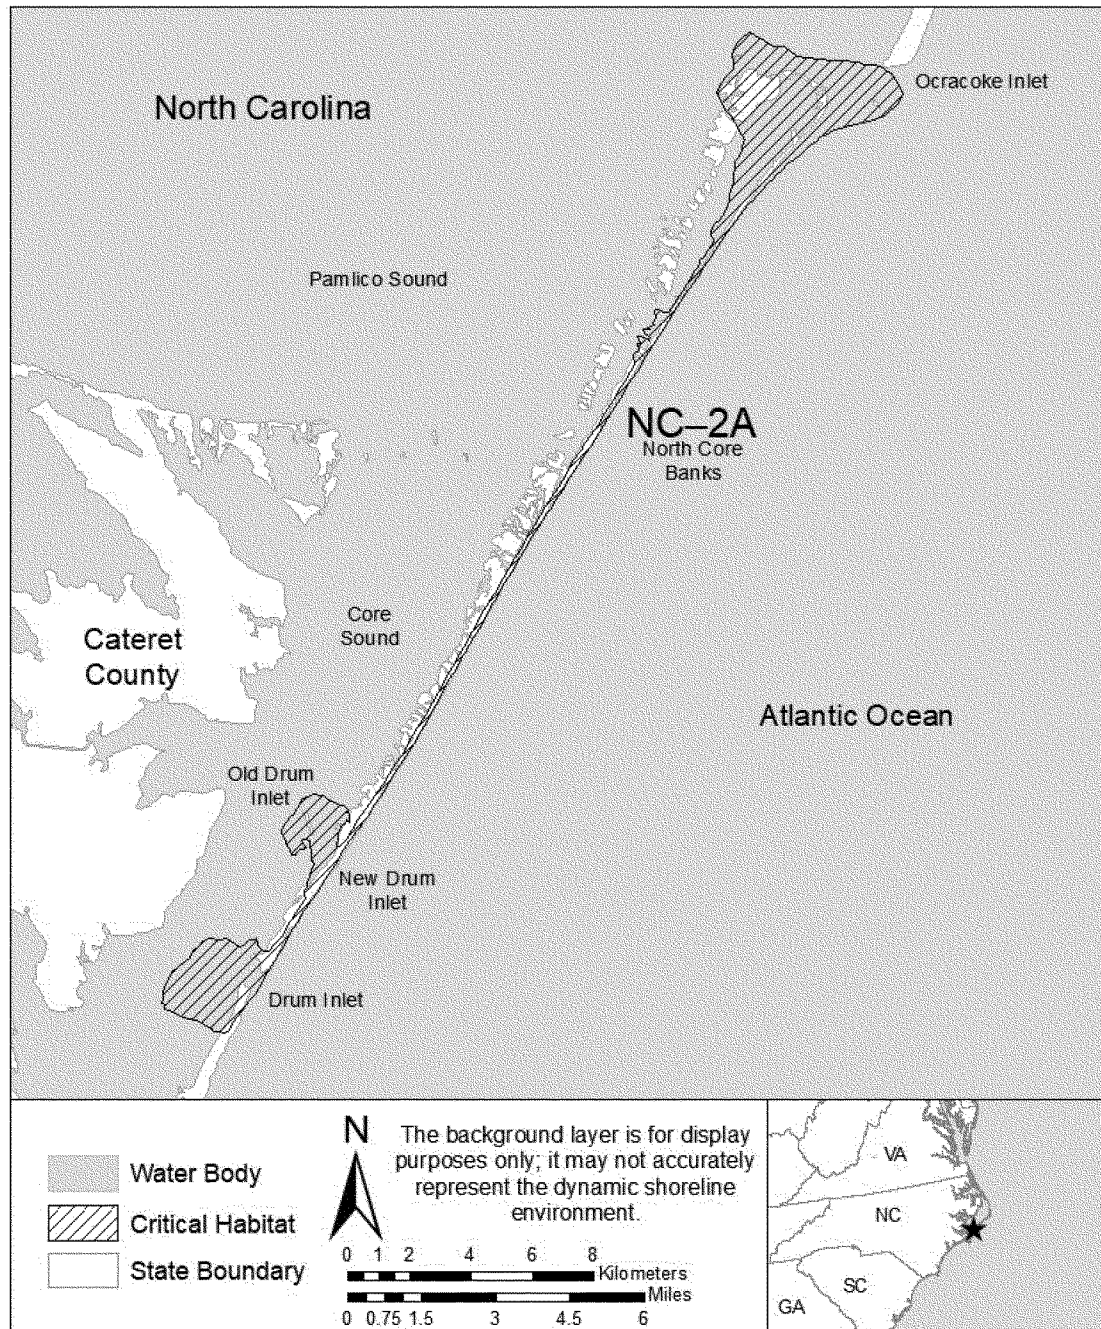 North Carolina
Ocracoke Inlet
Pamlico Sound
NC–2A
North Core
Banks
Core
Sound
Cateret
County
Atlantic Ocean
Old Drum
Inlet
New Drum
Inlet
Drum Inlet
Water Body
Critical Habitat
State Boundary
N
The background layer is for display
purposes only; it may not accurately
represent the dynamic shoreline
environment.
0 1 2 4 6 8
Kilometers
Miles
0 0.75 1.5 3 4.5 6
VA
NC
SC
GA